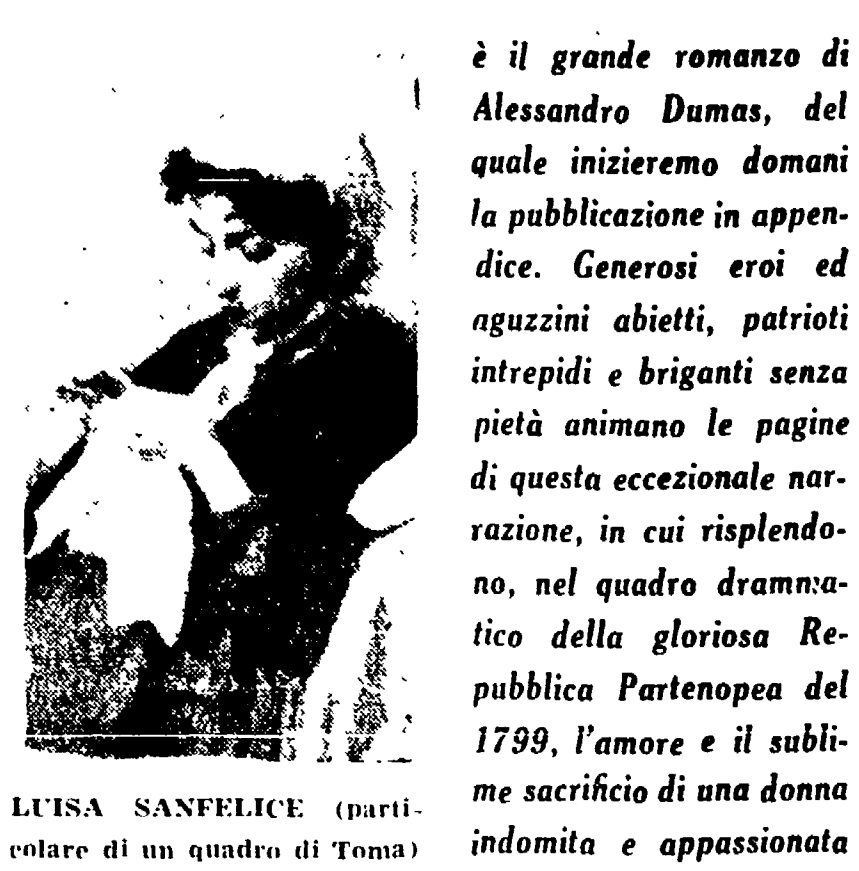 è il grande romanzo di
Alessandro Dumas, del
quale inizieremo domani
la pubblicazione in appen-
dice. Generosi eroi ed
aguzzini abietti, patrioti
intrepidi e briganti senza
pietà animano le pagine
di questa eccezionale nar-
razione, in cui risplendo-
no, nel quadro dramma-
tico della gloriosa Re-
pubblica Partenopea del
1799, l'amore e il subli-
me sacrificio di una donna
indomita e appassionata
LUISA SANFELICE (parti-
colare di un quadro di Toma)